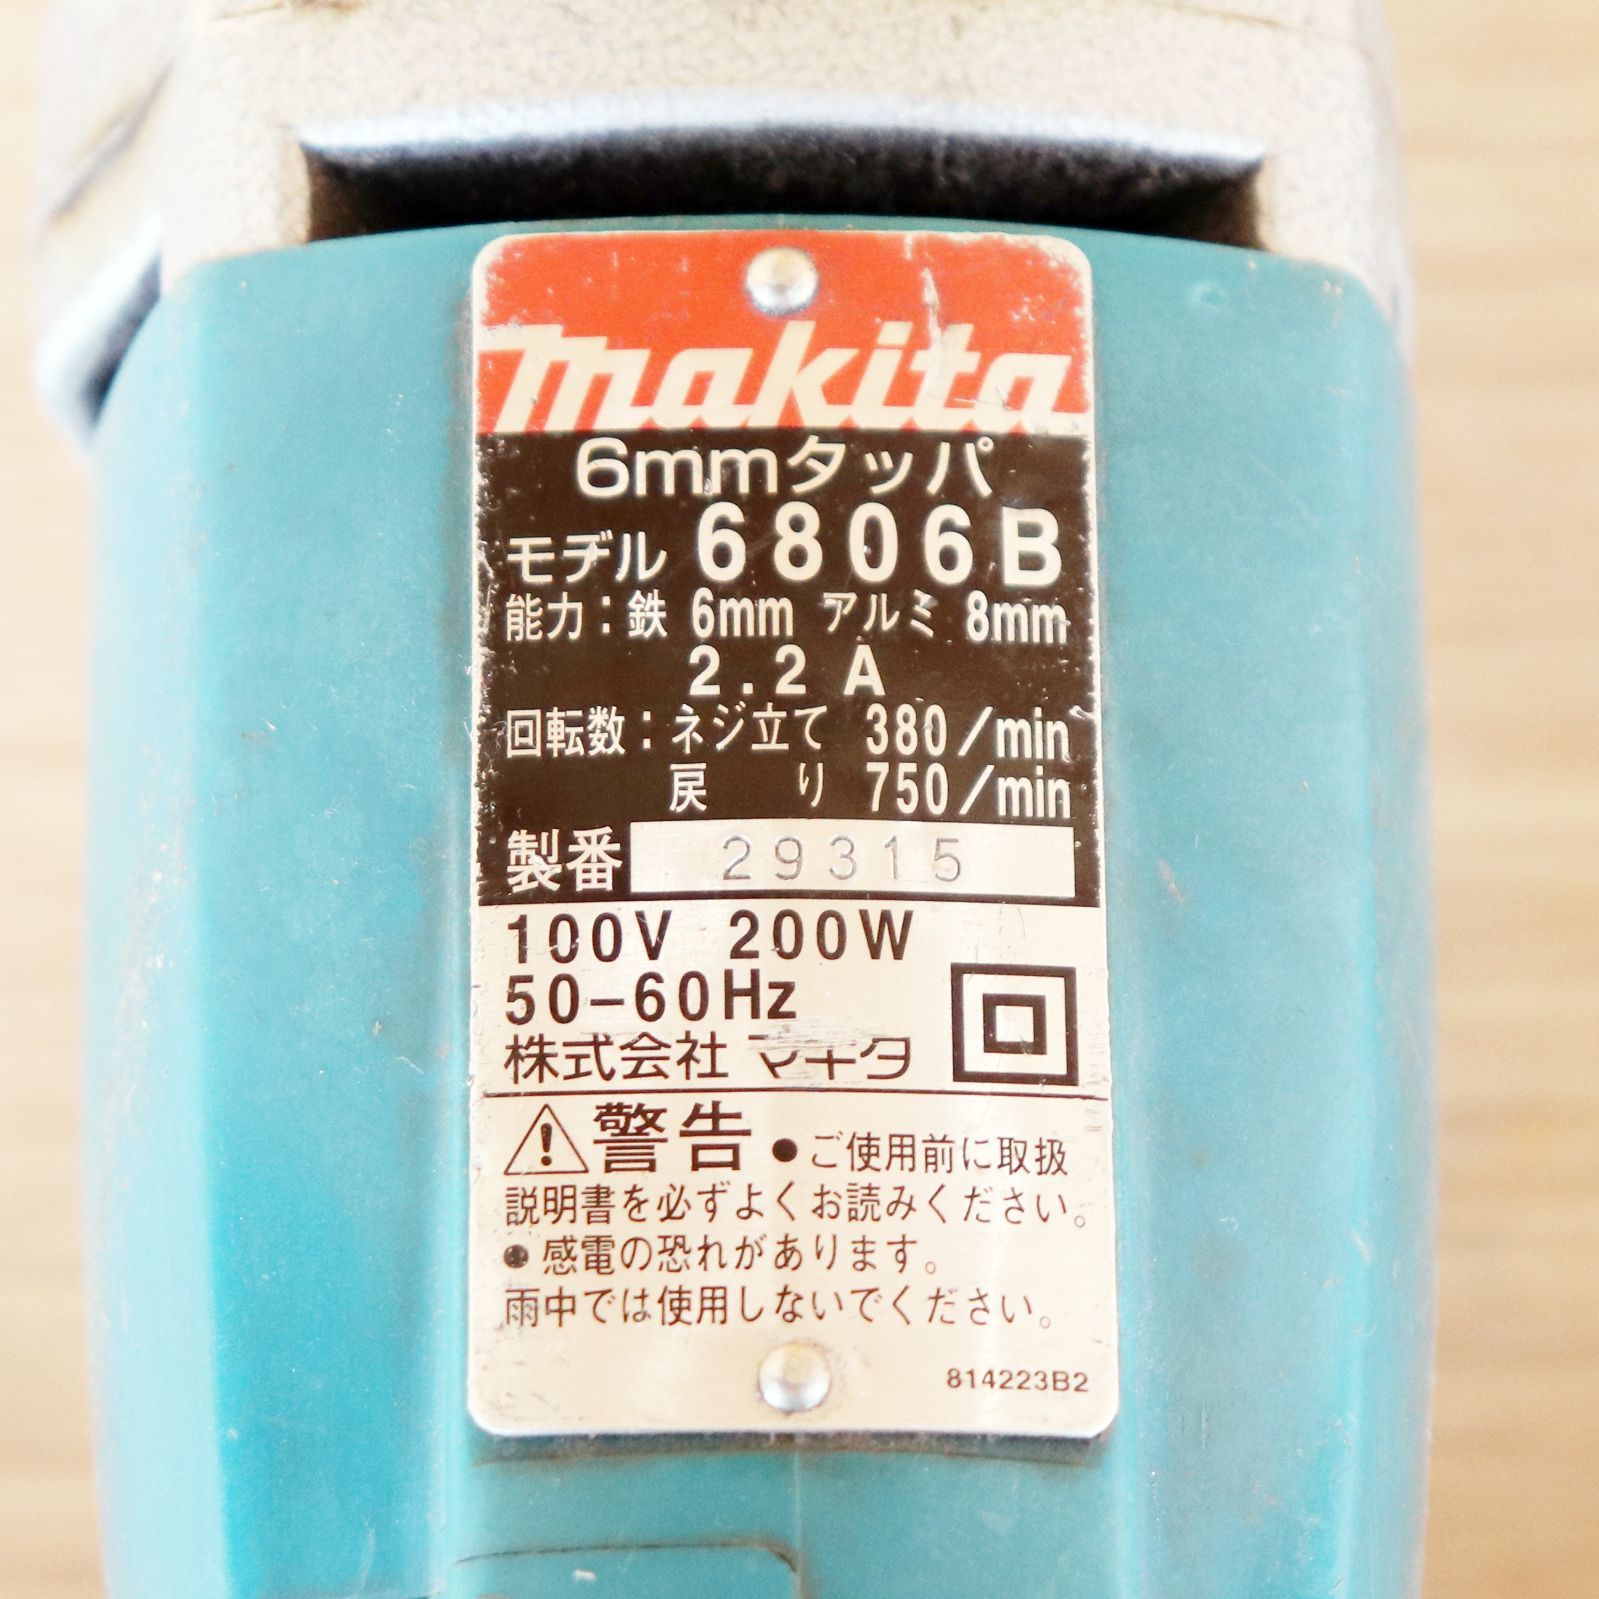 makita
6mmタッパ
モデル 6806B
能力：鉄 6mm アルミ 8mm
2.2 A
回転数：ネジ立て 380/min
戻り 750/min
製番 29315
100V 200W
50-60Hz
株式会社 マキタ
警告 ●ご使用前に取扱
説明書を必ずよくお読みください。
●感電の恐れがあります。
雨中では使用しないでください。
814223B2